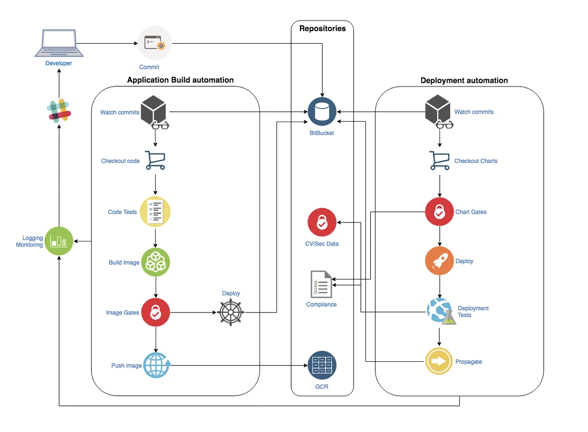 Repositories
Developer
Commit
Application Build automation
Deployment automation
Watch commits
BitBucket
Watch commits
Checkout code
Checkout Charts
Code Tests
Chart Gates
Logging
Monitoring
CV/Sec Data
Build Image
Deploy
Deploy
Compliance
Image Gates
Deployment
Tests
Push image
GCR
Propagate